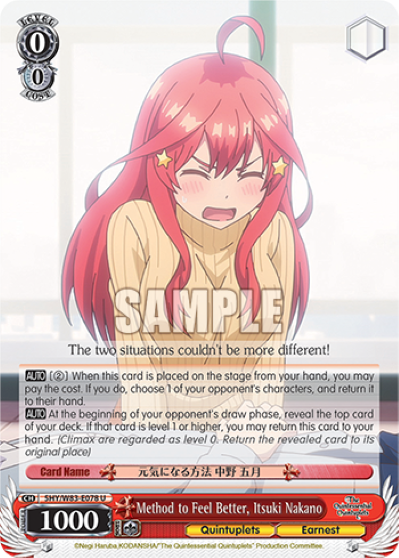 LEVEL
0
0
COST
SAMPLE
The two situations couldn't be more different!
AUTO [(2)] When this card is placed on the stage from your hand, you may
pay the cost. If you do, choose 1 of your opponent's characters, and return
it to their hand.
AUTO At the beginning of your opponent's draw phase, reveal the top card
of your deck. If that card is level 1 or higher, you may return this card to your
hand. (Climax are regarded as level 0. Return the revealed card to its
original place)
Card Name 元気になる方法 中野 五月
CH 5HY/W83-E078 U
Method to Feel Better, Itsuki Nakano
The Quintessential Quintuplets
POWER
1000
Quintuplets
Earnest
©Negi Haruba,KODANSHA/"The Quintessential Quintuplets" Production Committee